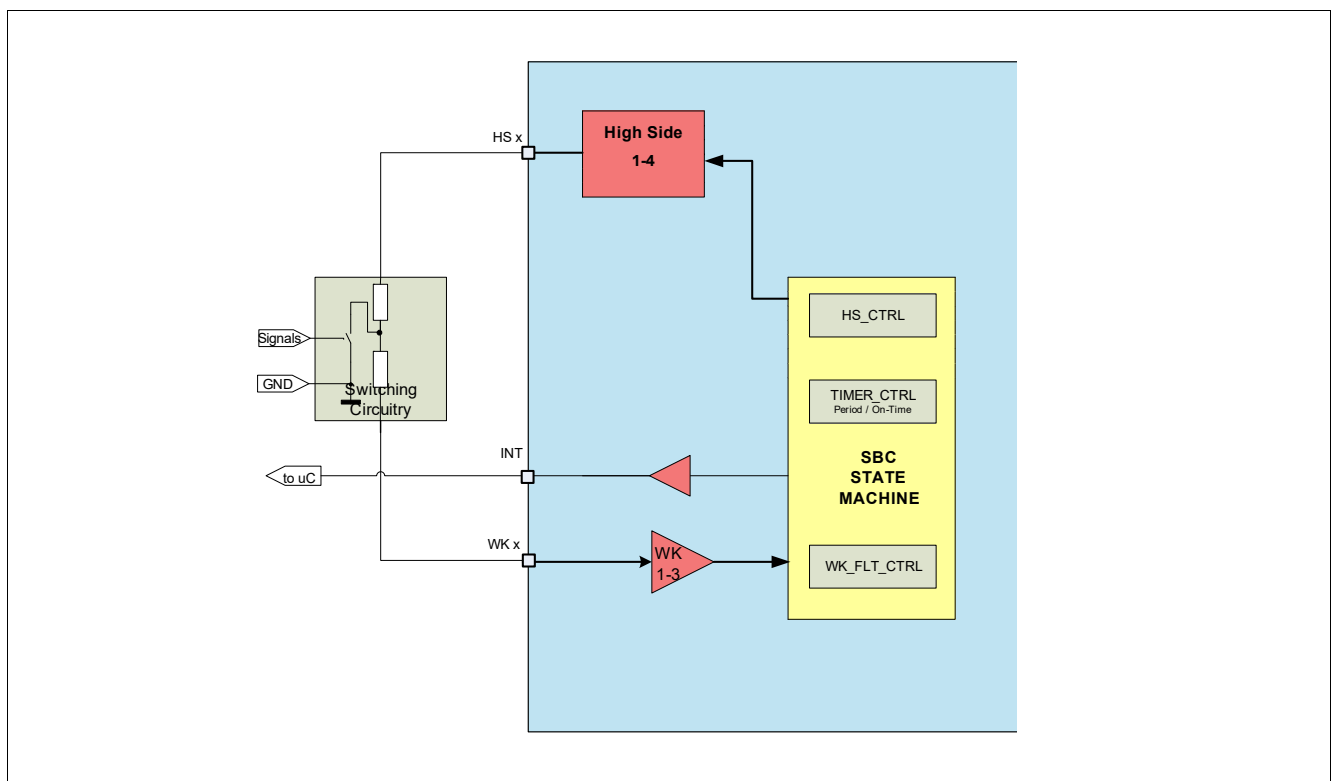 High Side
1-4
HS x
HS_CTRL
Signals
TIMER_CTRL
Period / On-Time
GND
Switching
Circuitry
INT
SBC
STATE
MACHINE
to uC
WK x
WK
1-3
WK_FLT_CTRL